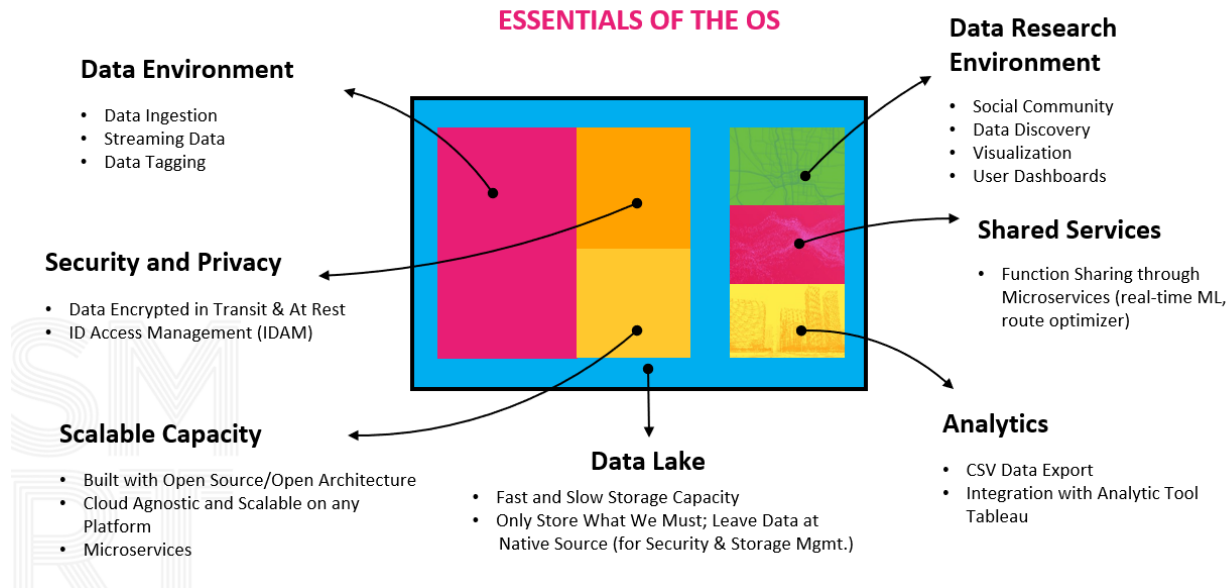 ESSENTIALS OF THE OS
Data Environment
• Data Ingestion
• Streaming Data
• Data Tagging
Security and Privacy
• Data Encrypted in Transit & At Rest
• ID Access Management (IDAM)
Scalable Capacity
• Built with Open Source/Open Architecture
• Cloud Agnostic and Scalable on any
Platform
• Microservices
Data Lake
• Fast and Slow Storage Capacity
• Only Store What We Must; Leave Data at
Native Source (for Security & Storage Mgmt.)
Data Research
Environment
• Social Community
• Data Discovery
• Visualization
• User Dashboards
Shared Services
• Function Sharing through
Microservices (real-time ML,
route optimizer)
Analytics
• CSV Data Export
• Integration with Analytic Tool
Tableau
SM
RT